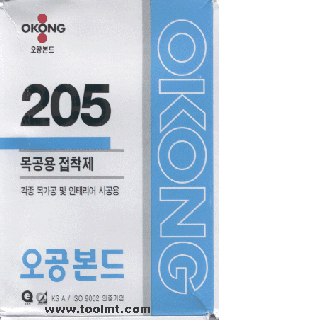 OKONG
오공본드
205
목공용 접착제
각종 목가공 및 인테리어 시공용
오공본드
KS A / ISO 9002 인증기업
www.toolmt.com
OKONG